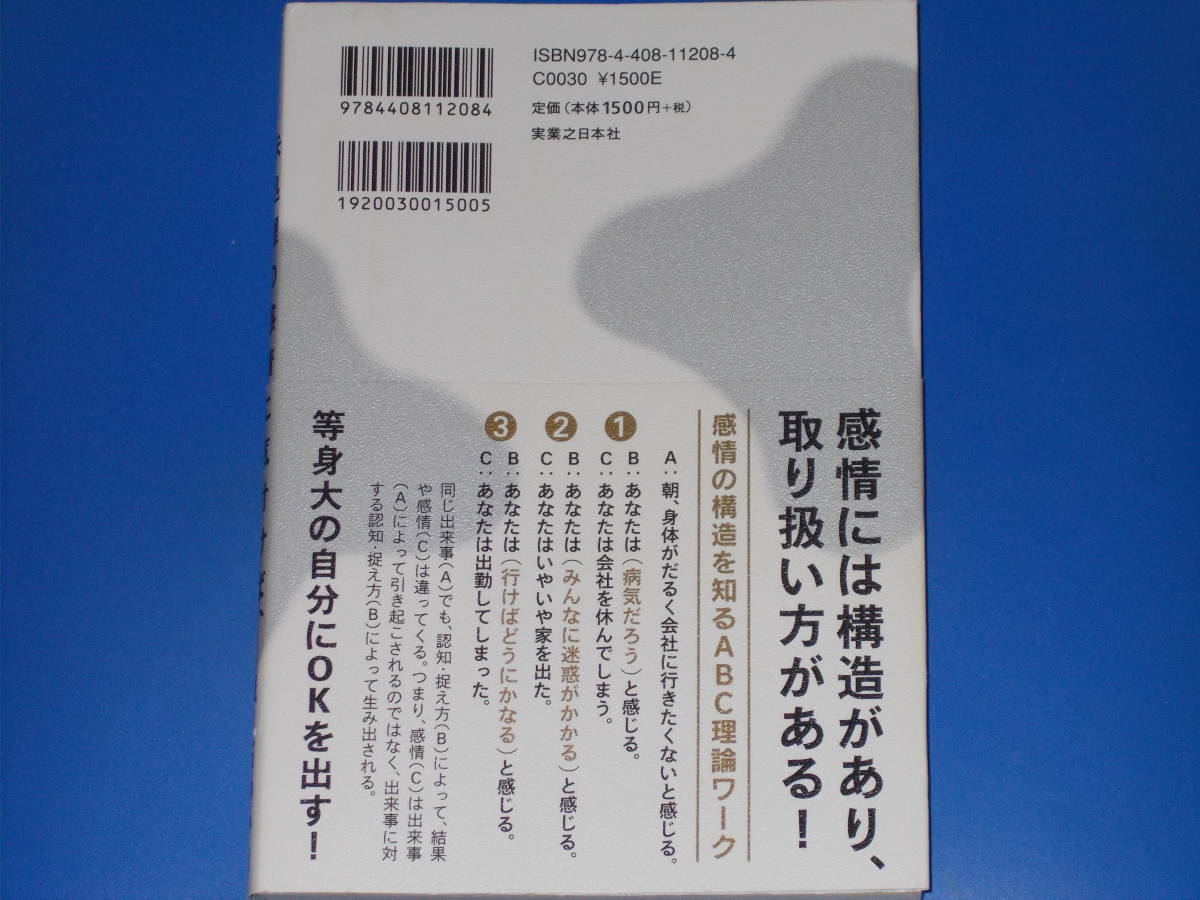 ISBN978-4-408-11208-4
C0030 ¥1500E
定価(本体1500円+税)
実業之日本社
9784408112084
1920030015005
感情には構造があり、
取り扱い方がある!
感情の構造を知るABC理論ワーク
A:朝、身体がだるく会社に行きたくないと感じる。
1
B:あなたは(病気だろう)と感じる。
C:あなたは会社を休んでしまう。
2
B:あなたは(みんなに迷惑がかかる)と感じる。
C:あなたはいやいや家を出た。
3
B:あなたは(行けばどうにかなる)と感じる。
C:あなたは出勤してしまった。
同じ出来事(A)でも、認知・捉え方(B)によって、結果
や感情(C)は違ってくる。つまり、感情(C)は出来事
(A)によって引き起こされるのではなく、出来事に対
する認知・捉え方(B)によって生み出される。
等身大の自分にOKを出す!